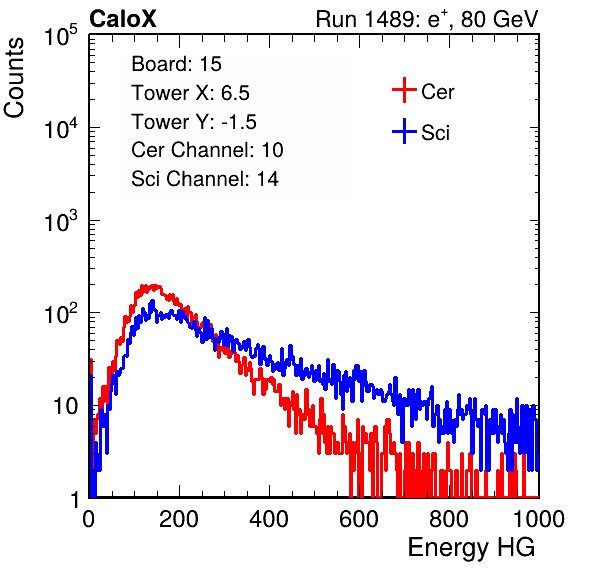 CaloX Run 1489: e⁺, 80 GeV
Board: 15
Tower X: 6.5
Tower Y: -1.5
Cer Channel: 10
Sci Channel: 14
Cer
Sci
Counts
10⁵
10⁴
10³
10²
10
1
0 200 400 600 800 1000
Energy HG